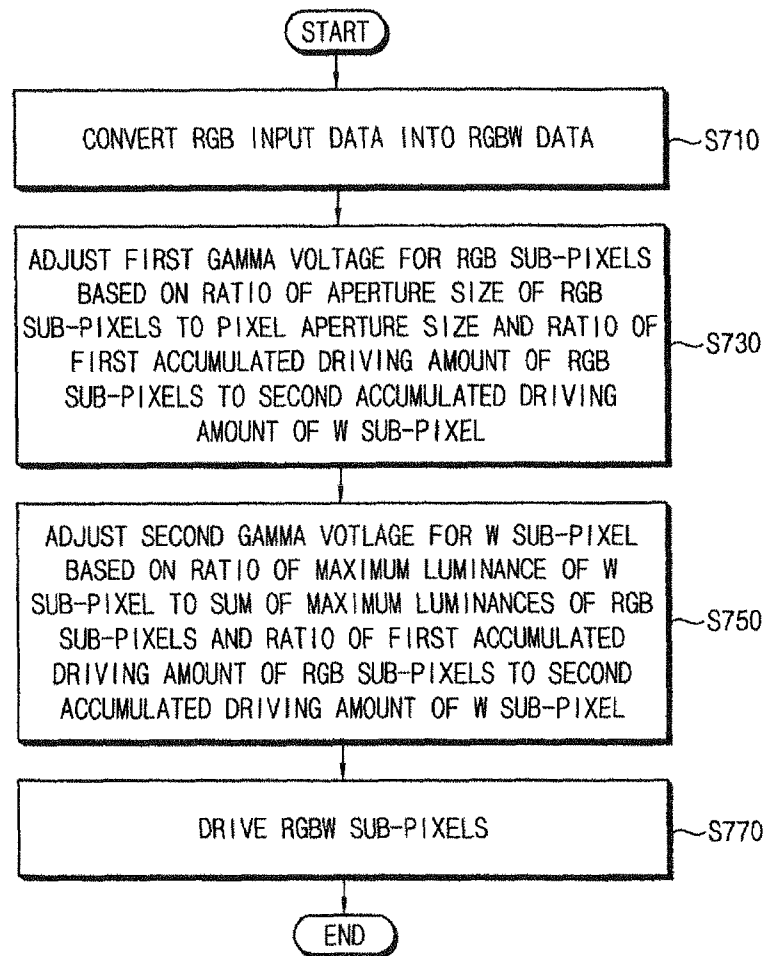 START
CONVERT RGB INPUT DATA INTO RGBW DATA
S710
ADJUST FIRST GAMMA VOLTAGE FOR RGB SUB-PIXELS
BASED ON RATIO OF APERTURE SIZE OF RGB
SUB-PIXELS TO PIXEL APERTURE SIZE AND RATIO OF
FIRST ACCUMULATED DRIVING AMOUNT OF RGB
SUB-PIXELS TO SECOND ACCUMULATED DRIVING
AMOUNT OF W SUB-PIXEL
S730
ADJUST SECOND GAMMA VOTLAGE FOR W SUB-PIXEL
BASED ON RATIO OF MAXIMUM LUMINANCE OF W
SUB-PIXEL TO SUM OF MAXIMUM LUMINANCES OF RGB
SUB-PIXELS AND RATIO OF FIRST ACCUMULATED
DRIVING AMOUNT OF RGB SUB-PIXELS TO SECOND
ACCUMULATED DRIVING AMOUNT OF W SUB-PIXEL
S750
DRIVE RGBW SUB-PIXELS
S770
END